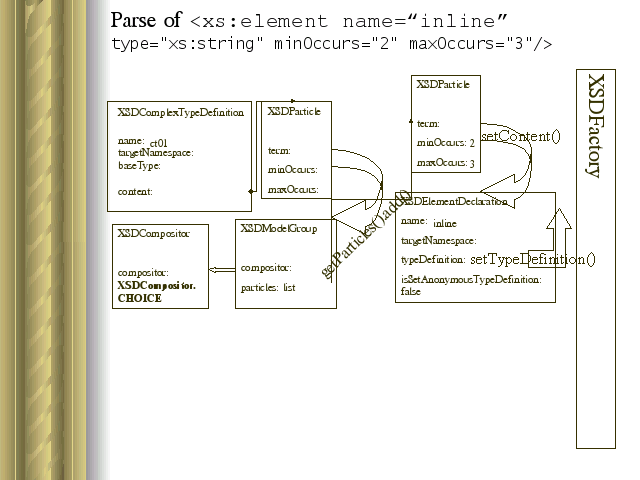 Parse of <xs:element name=“inline”
type="xs:string" minOccurs="2" maxOccurs="3"/>
XSDComplexTypeDefinition
name: ct01
targetNamespace:
baseType:
content:
XSDParticle
term:
minOccurs:
maxOccurs:
XSDParticle
term:
minOccurs: 2
maxOccurs: 3
setContent()
XSDFactory
XSDCompositor
compositor:
XSDCompositor.
CHOICE
XSDModelGroup
compositor:
particles: list
getParticles().add()
XSDElementDeclaration
name: inline
targetNamespace:
typeDefinition: setTypeDefinition()
isSetAnonymousTypeDefinition:
false